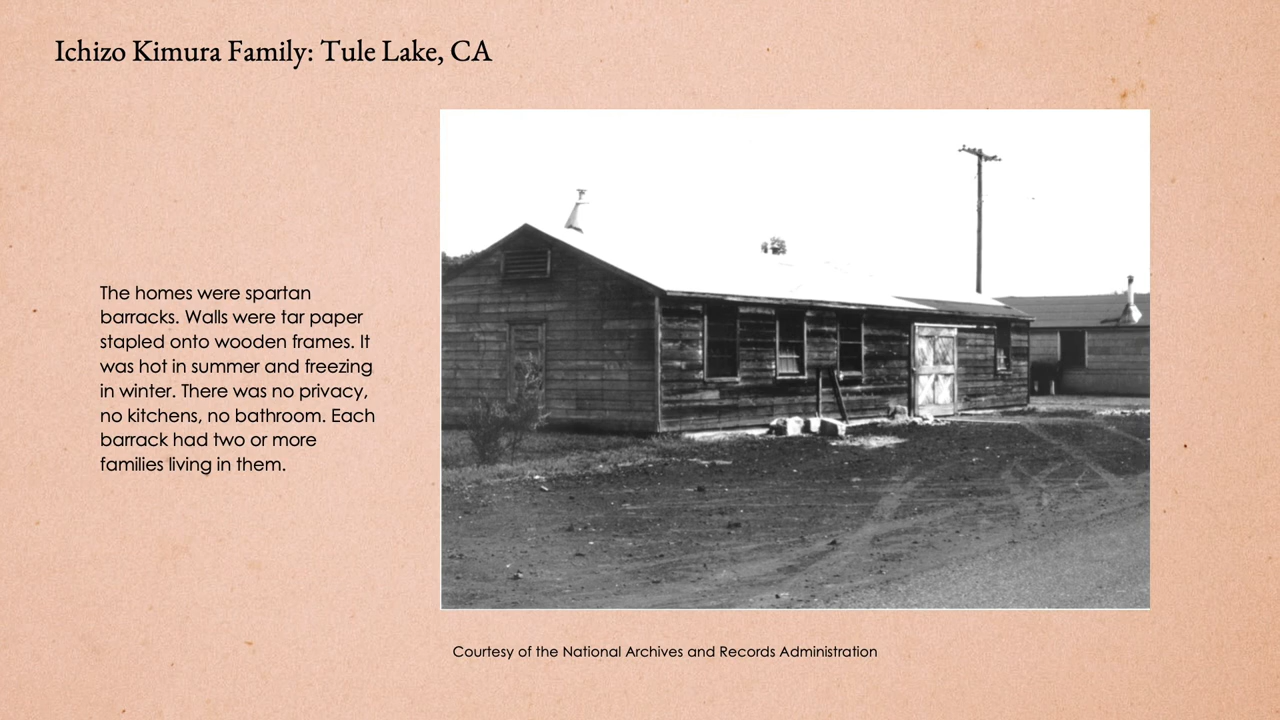 Ichizo Kimura Family: Tule Lake, CA
The homes were spartan
barracks. Walls were tar paper
stapled onto wooden frames. It
was hot in summer and freezing
in winter. There was no privacy,
no kitchens, no bathroom. Each
barrack had two or more
families living in them.
Courtesy of the National Archives and Records Administration